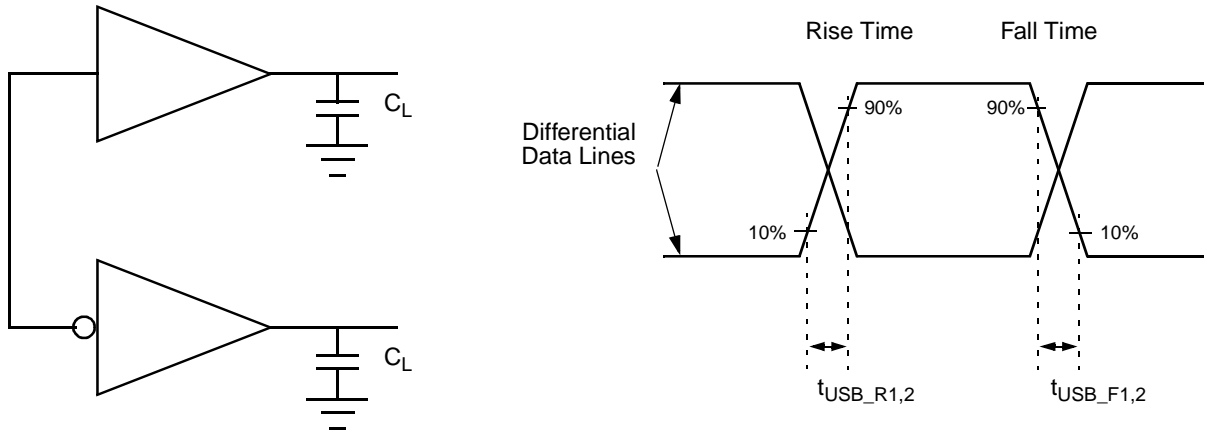 C_L
C_L
Rise Time
Fall Time
Differential
Data Lines
90%
90%
10%
10%
t_USB_R1,2
t_USB_F1,2